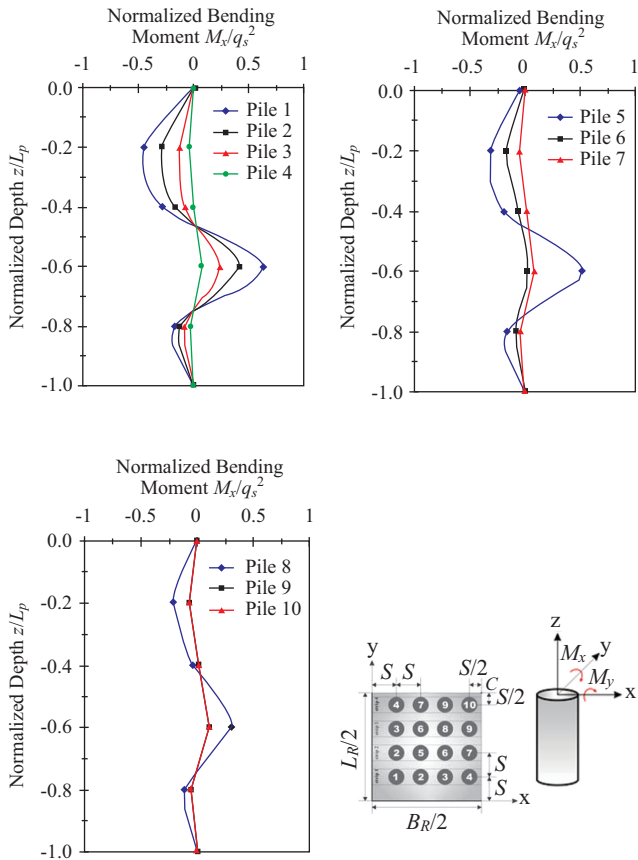 Normalized Bending
Moment Mx/qs²
-1 -0.5 0 0.5 1
0.0
-0.2
-0.4
-0.6
-0.8
-1.0
Normalized Depth z/Lp
Pile 1
Pile 2
Pile 3
Pile 4
Normalized Bending
Moment Mx/qs²
-1 -0.5 0 0.5 1
0.0
-0.2
-0.4
-0.6
-0.8
-1.0
Normalized Depth z/Lp
Pile 5
Pile 6
Pile 7
Normalized Bending
Moment Mx/qs²
-1 -0.5 0 0.5 1
0.0
-0.2
-0.4
-0.6
-0.8
-1.0
Normalized Depth z/Lp
Pile 8
Pile 9
Pile 10
y
S S S/2
C
S/2
LR/2
strip 4 4 7 9 10
strip 3 3 6 8 9
strip 2 2 5 6 7
1 2 3 4
S
S
x
BR/2
z
Mx y
My
x